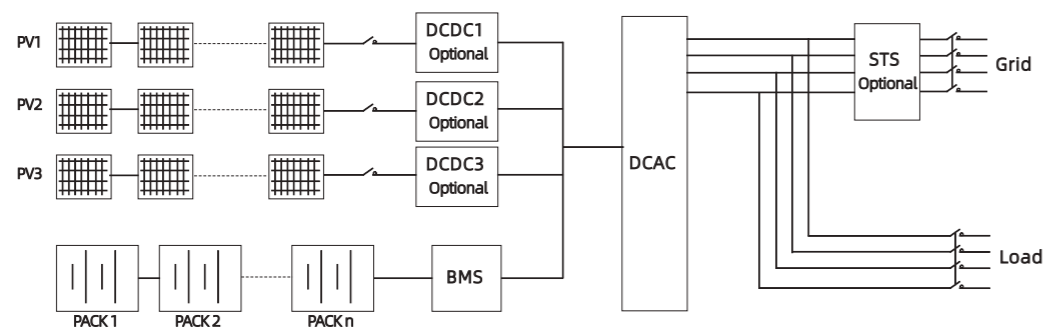 PV1
DCDC1
Optional
PV2
DCDC2
Optional
PV3
DCDC3
Optional
PACK 1
PACK 2
PACK n
BMS
DCAC
STS
Optional
Grid
Load